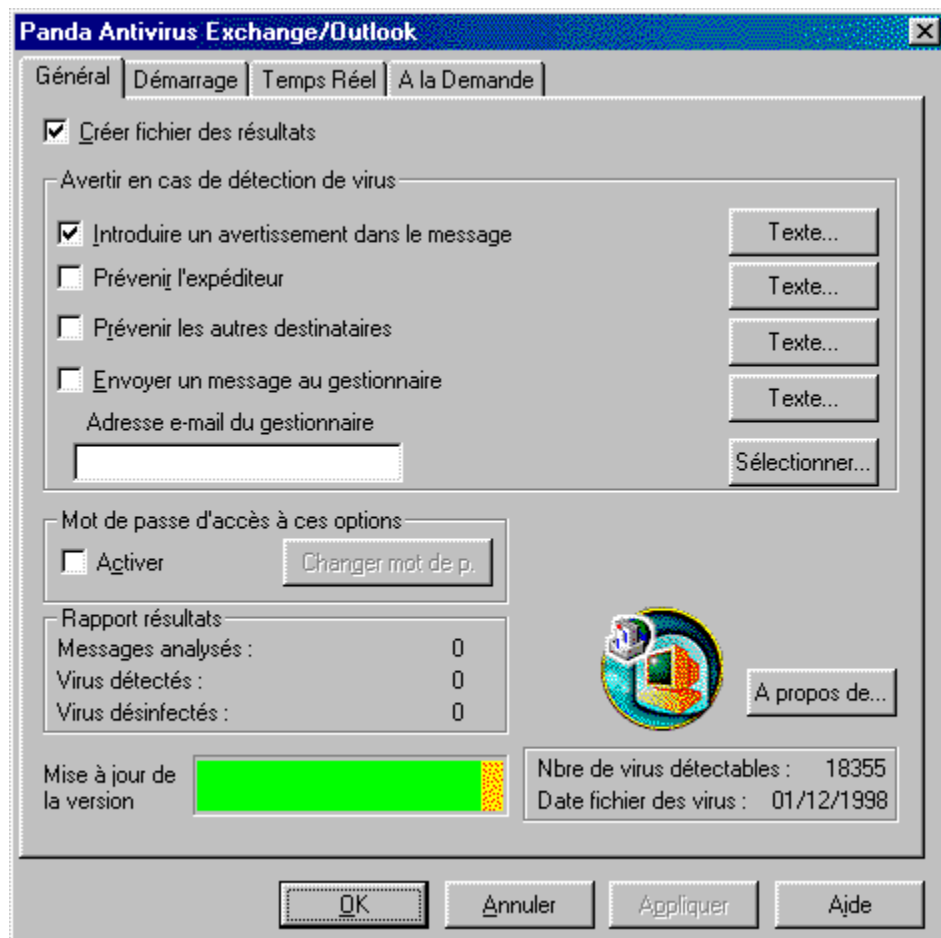 Panda Antivirus Exchange/Outlook
Général Démarrage Temps Réel A la Demande
Créer fichier des résultats
Avertir en cas de détection de virus
Introduire un avertissement dans le message Texte...
Prévenir l'expéditeur Texte...
Prévenir les autres destinataires Texte...
Envoyer un message au gestionnaire Texte...
Adresse e-mail du gestionnaire
Sélectionner...
Mot de passe d'accès à ces options
Activer Changer mot de p.
Rapport résultats
Messages analysés : 0
Virus détectés : 0
Virus désinfectés : 0
A propos de...
Mise à jour de
la version
Nbre de virus détectables : 18355
Date fichier des virus : 01/12/1998
OK Annuler Appliquer Aide